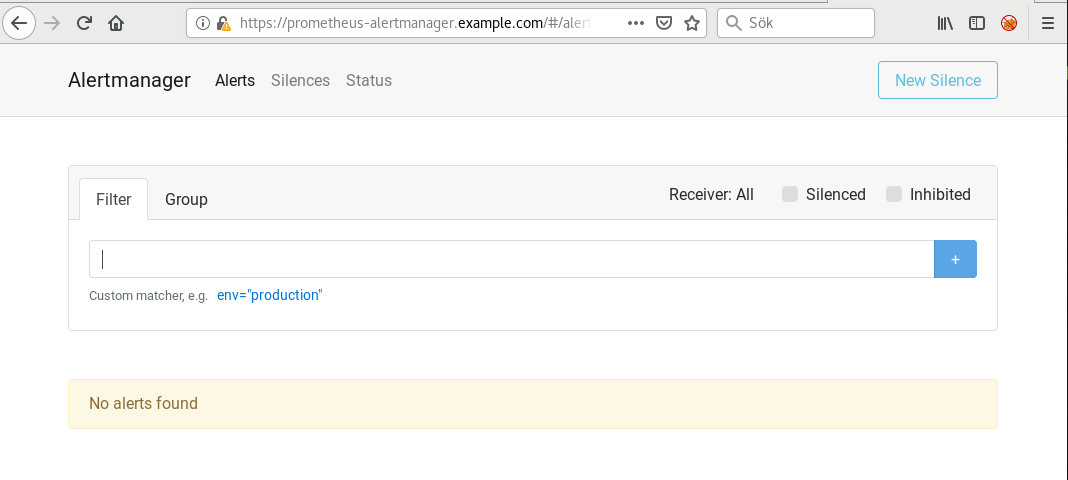 https://prometheus-alertmanager.example.com/#/alert
Sök
Alertmanager Alerts Silences Status New Silence
Filter Group Receiver: All Silenced Inhibited
+
Custom matcher, e.g. env="production"
No alerts found